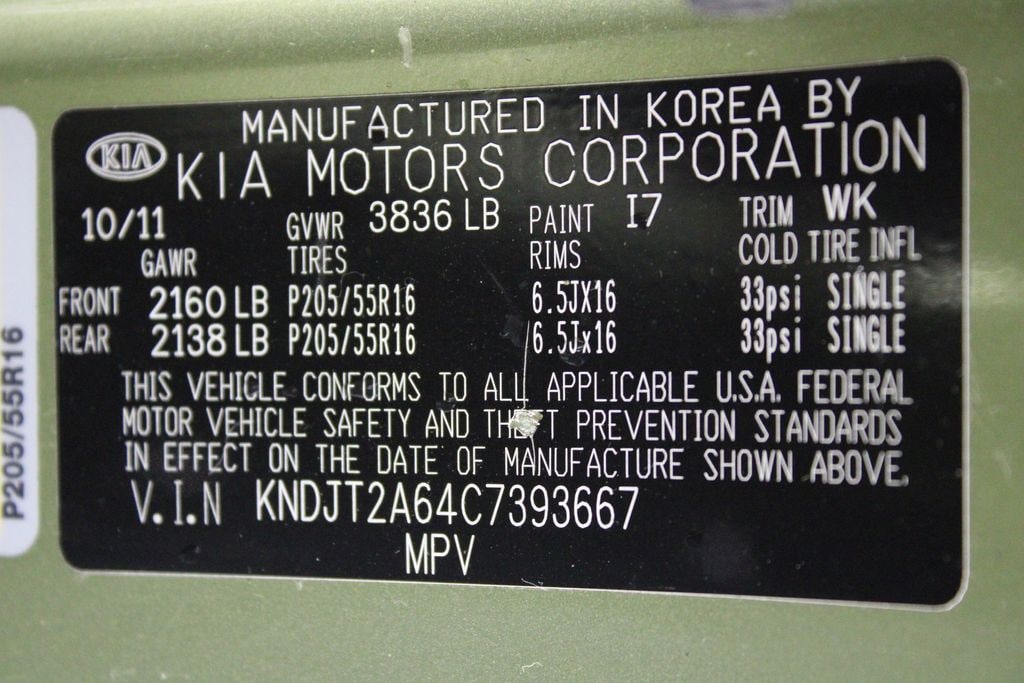 MANUFACTURED IN KOREA BY
KIA KIA MOTORS CORPORATION
10/11 GVWR 3836 LB PAINT I7 TRIM WK
GAWR TIRES RIMS COLD TIRE INFL
FRONT 2160 LB P205/55R16 6.5JX16 33psi SINGLE
REAR 2138 LB P205/55R16 6.5Jx16 33psi SINGLE
THIS VEHICLE CONFORMS TO ALL APPLICABLE U.S.A. FEDERAL
MOTOR VEHICLE SAFETY AND THEFT PREVENTION STANDARDS
IN EFFECT ON THE DATE OF MANUFACTURE SHOWN ABOVE.
V.I.N KNDJT2A64C7393667
MPV
P205/55R16